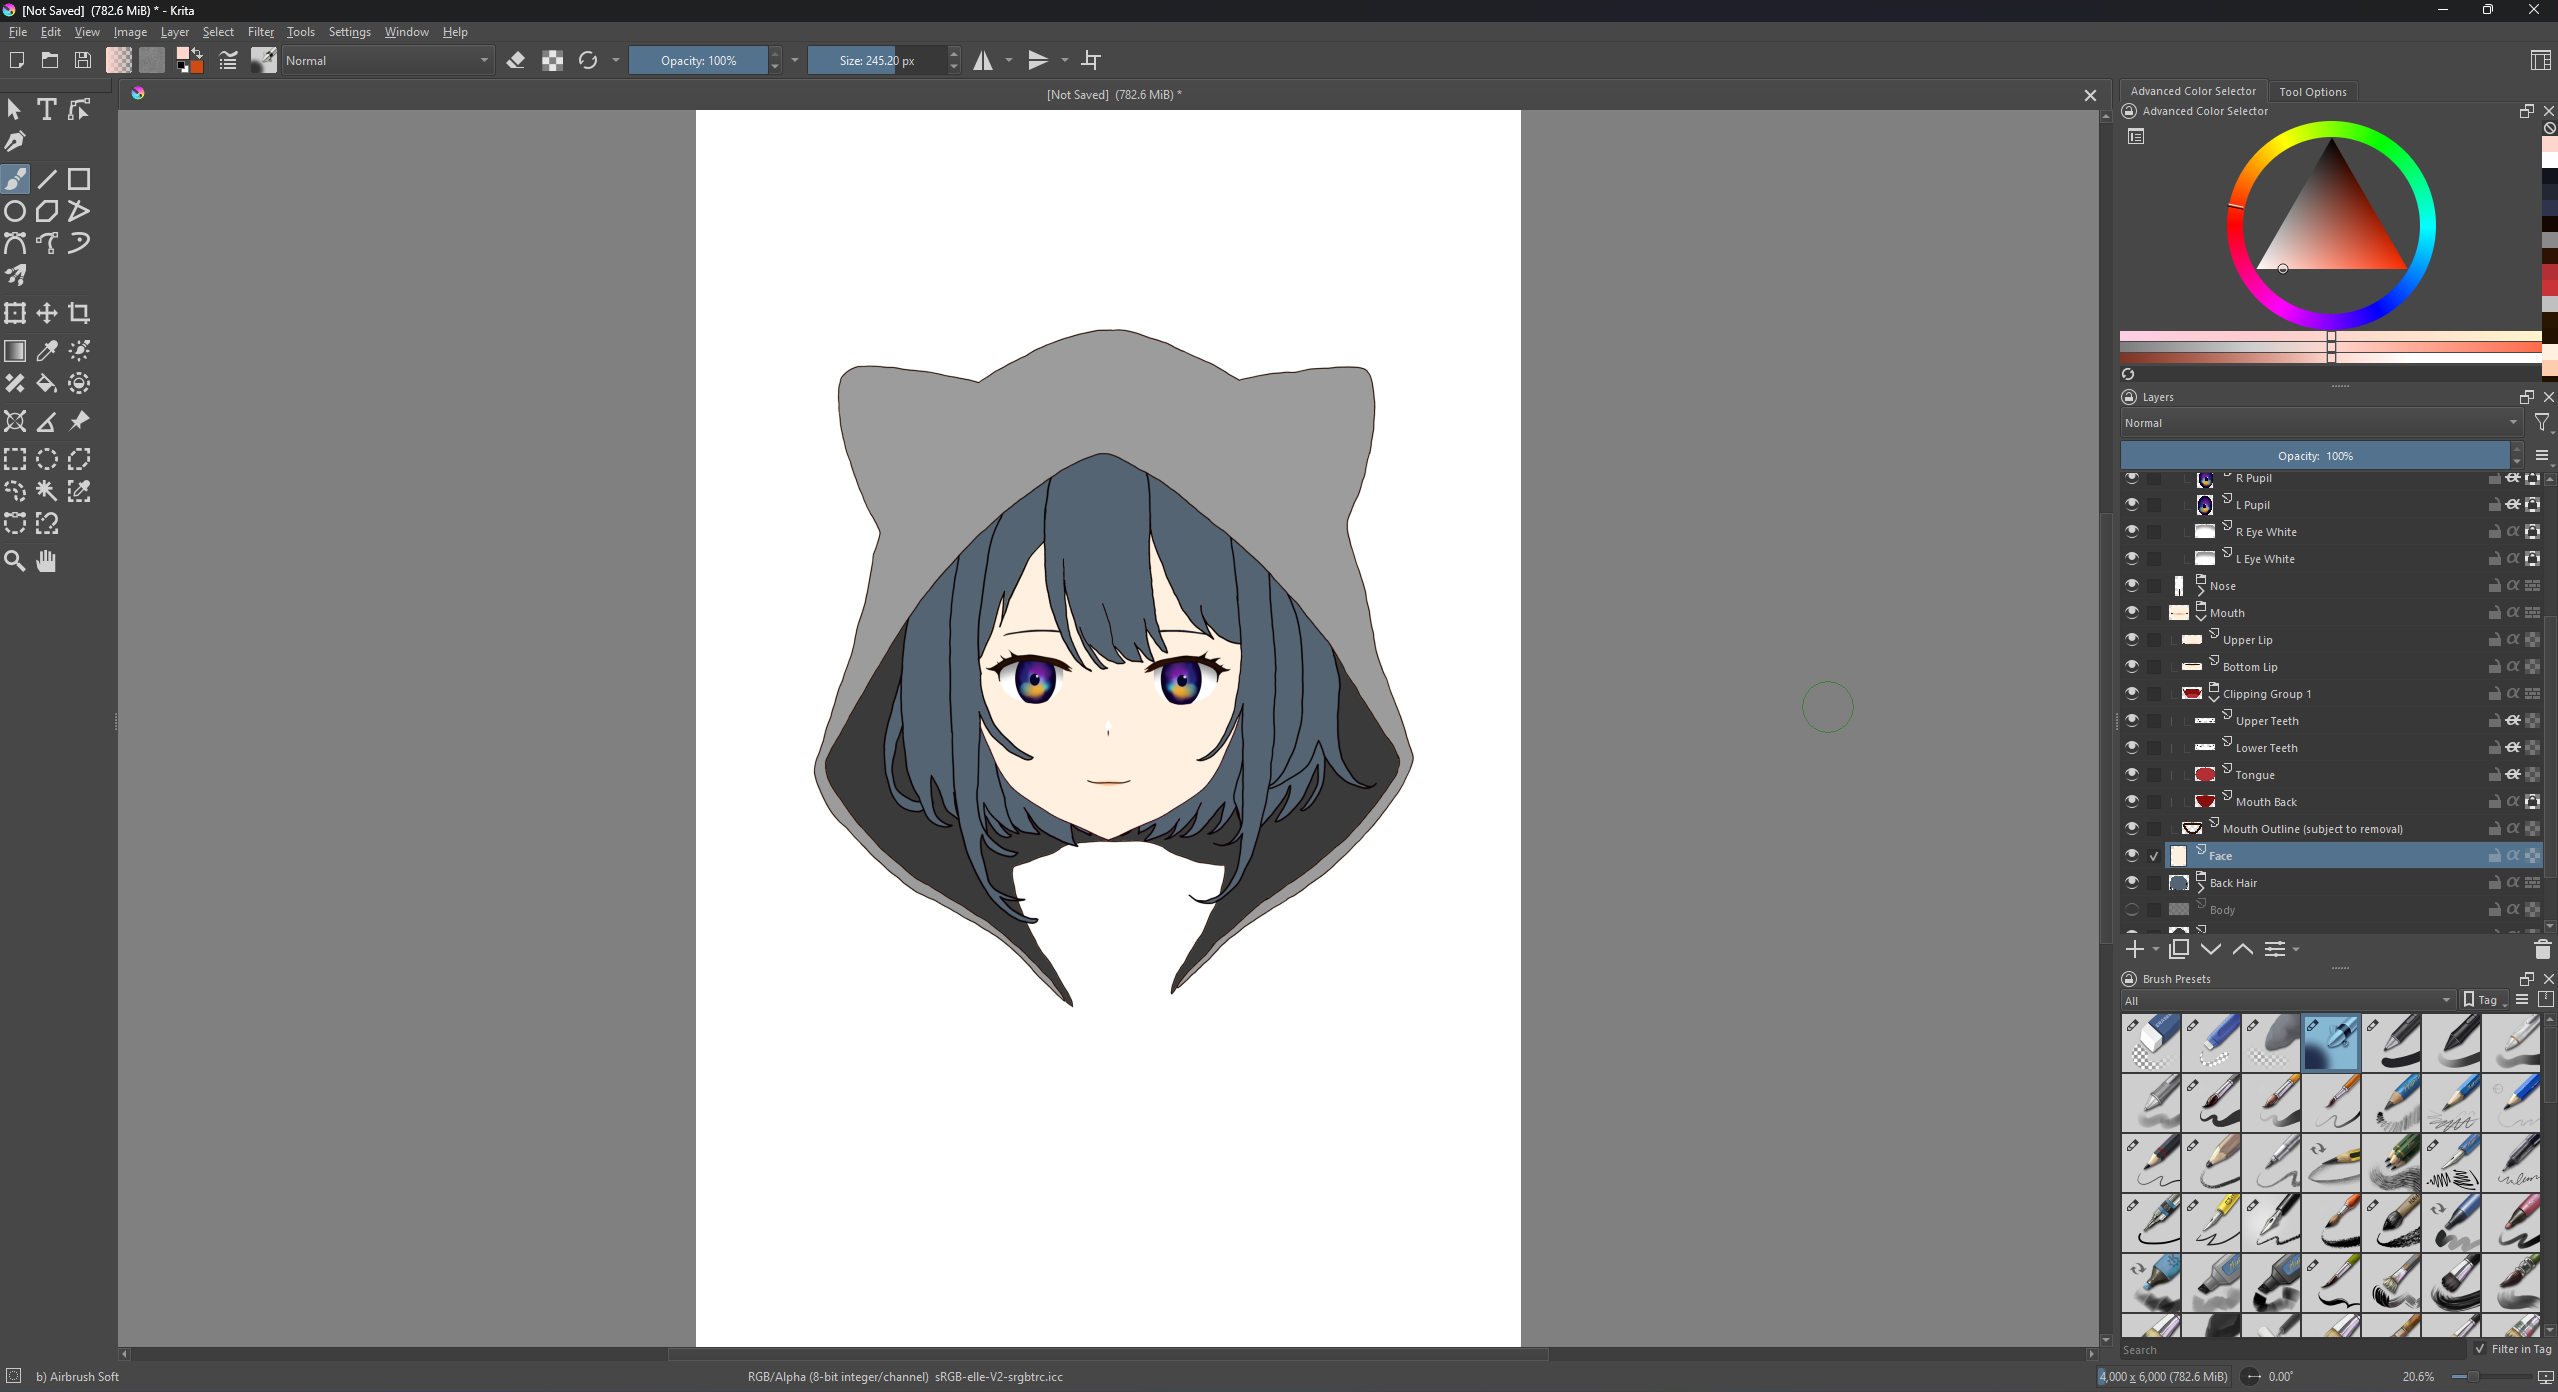 [Not Saved] (782.6 MiB) * - Krita
File Edit View Image Layer Select Filter Tools Settings Window Help
Normal
Opacity: 100%
Size: 245.20 px
[Not Saved] (782.6 MiB) *
Advanced Color Selector
Tool Options
Advanced Color Selector
Layers
Normal
Opacity: 100%
R Pupil
L Pupil
R Eye White
L Eye White
Nose
Mouth
Upper Lip
Bottom Lip
Clipping Group 1
Upper Teeth
Lower Teeth
Tongue
Mouth Back
Mouth Outline (subject to removal)
Face
Back Hair
Body
Brush Presets
All
Tag
Search
Filter in Tag
b) Airbrush Soft
RGB/Alpha (8-bit integer/channel) sRGB-elle-V2-srgbtrc.icc
4,000 x 6,000 (782.6 MiB)
0.00°
20.6%